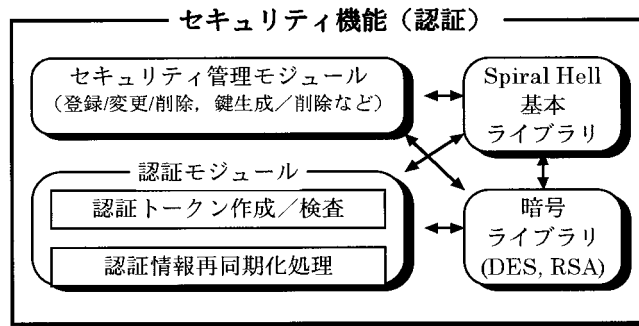 セキュリティ機能（認証）
セキュリティ管理モジュール
（登録/変更/削除，鍵生成／削除など）
Spiral Hell
基本
ライブラリ
認証モジュール
認証トークン作成／検査
認証情報再同期化処理
暗号
ライブラリ
(DES, RSA)